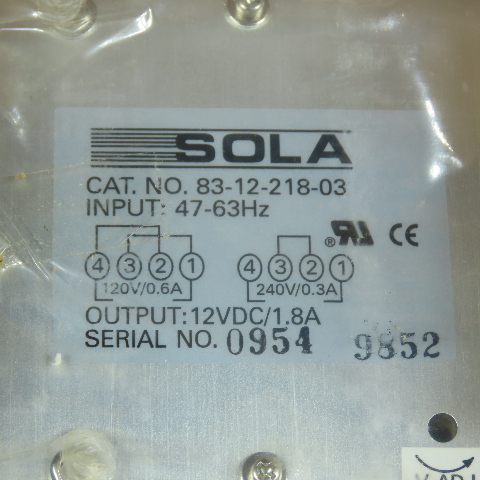 SOLA
CAT. NO. 83-12-218-03
INPUT: 47-63Hz
® CE
4 3 2 1 4 3 2 1
120V/0.6A 240V/0.3A
OUTPUT:12VDC/1.8A
SERIAL NO. 0954 9852